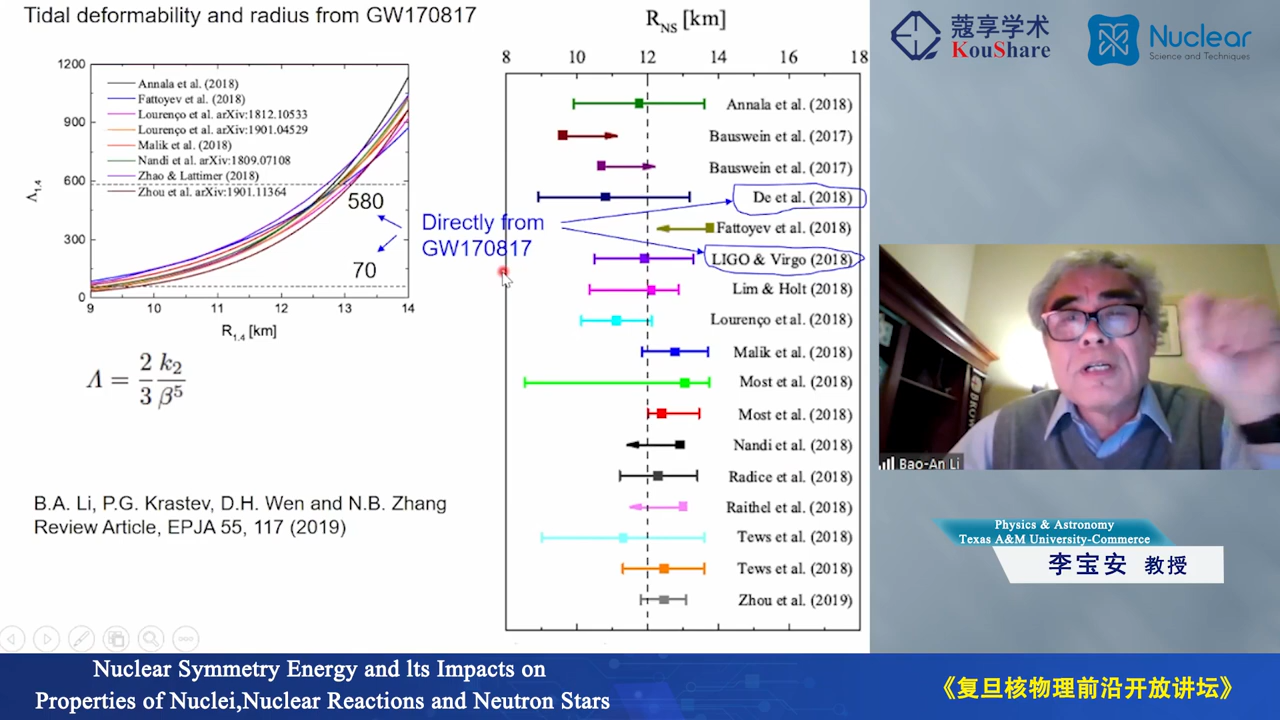 Tidal deformability and radius from GW170817
1200
900
600
300
0
9
10
11
12
13
14
Λ1.4
R1.4 [km]
Annala et al. (2018)
Fattoyev et al. (2018)
Lourenço et al. arXiv:1812.10533
Lourenço et al. arXiv:1901.04529
Malik et al. (2018)
Nandi et al. arXiv:1809.07108
Zhao & Lattimer (2018)
Zhou et al. arXiv:1901.11364
580
70
Directly from
GW170817
Λ = 2/3 k2/β5
B.A. Li, P.G. Krastev, D.H. Wen and N.B. Zhang
Review Article, EPJA 55, 117 (2019)
RNS [km]
8
10
12
14
16
18
Annala et al. (2018)
Bauswein et al. (2017)
Bauswein et al. (2017)
De et al. (2018)
Fattoyev et al. (2018)
LIGO & Virgo (2018)
Lim & Holt (2018)
Lourenço et al. (2018)
Malik et al. (2018)
Most et al. (2018)
Most et al. (2018)
Nandi et al. (2018)
Radice et al. (2018)
Raithel et al. (2018)
Tews et al. (2018)
Tews et al. (2018)
Zhou et al. (2019)
蔻享学术
KouShare
Nuclear
Science and Techniques
BROW
Bao-An Li
Physics & Astronomy
Texas A&M University-Commerce
李宝安 教授
Nuclear Symmetry Energy and lts Impacts on
Properties of Nuclei,Nuclear Reactions and Neutron Stars
《复旦核物理前沿开放讲坛》